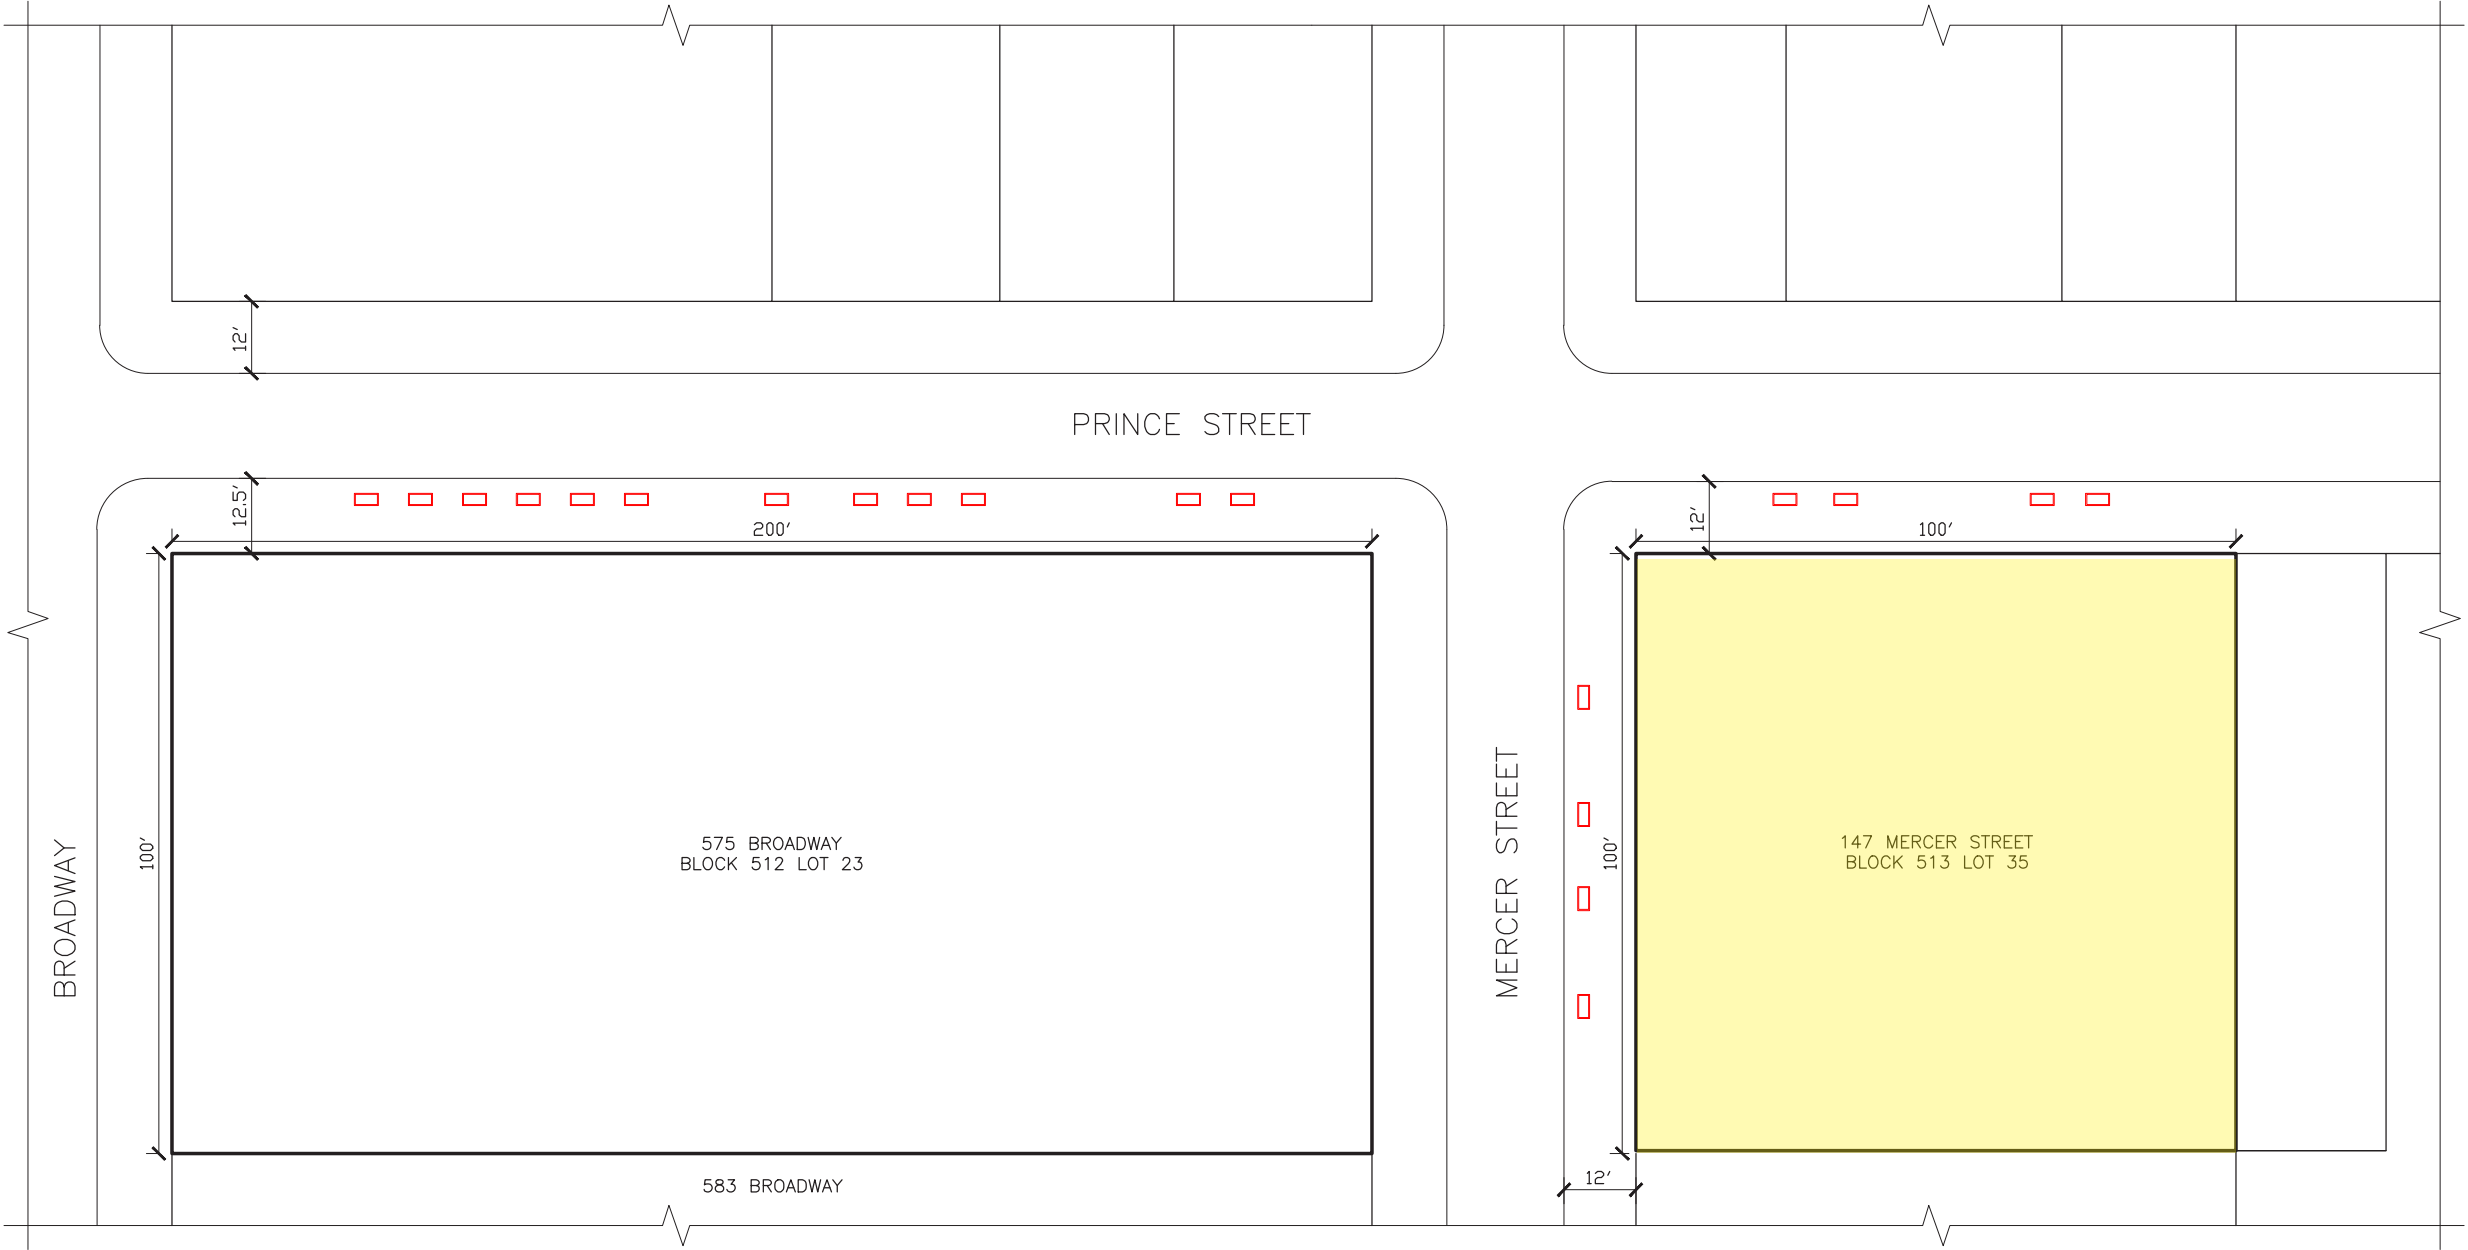 12′
PRINCE STREET
12.5′
200′
12′
100′
100′
575 BROADWAY
BLOCK 512 LOT 23
BROADWAY
MERCER STREET
100′
147 MERCER STREET
BLOCK 513 LOT 35
12′
583 BROADWAY